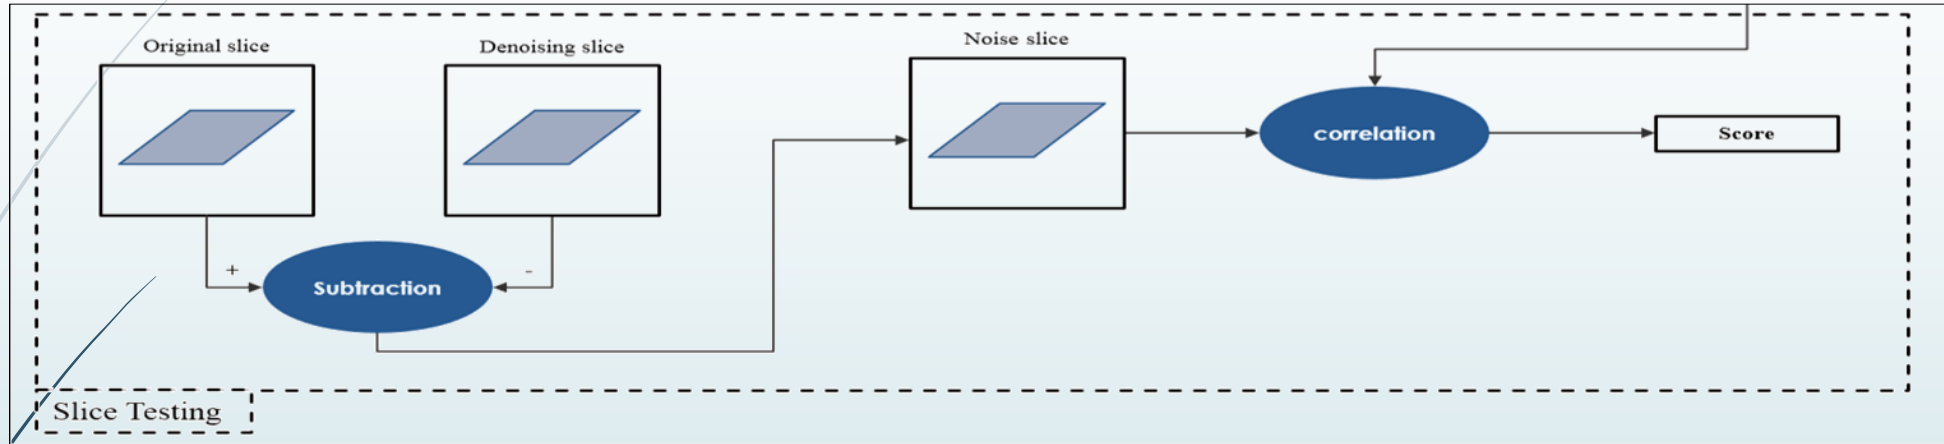 Original slice
Denoising slice
Noise slice
correlation
Score
+
-
Subtraction
Slice Testing